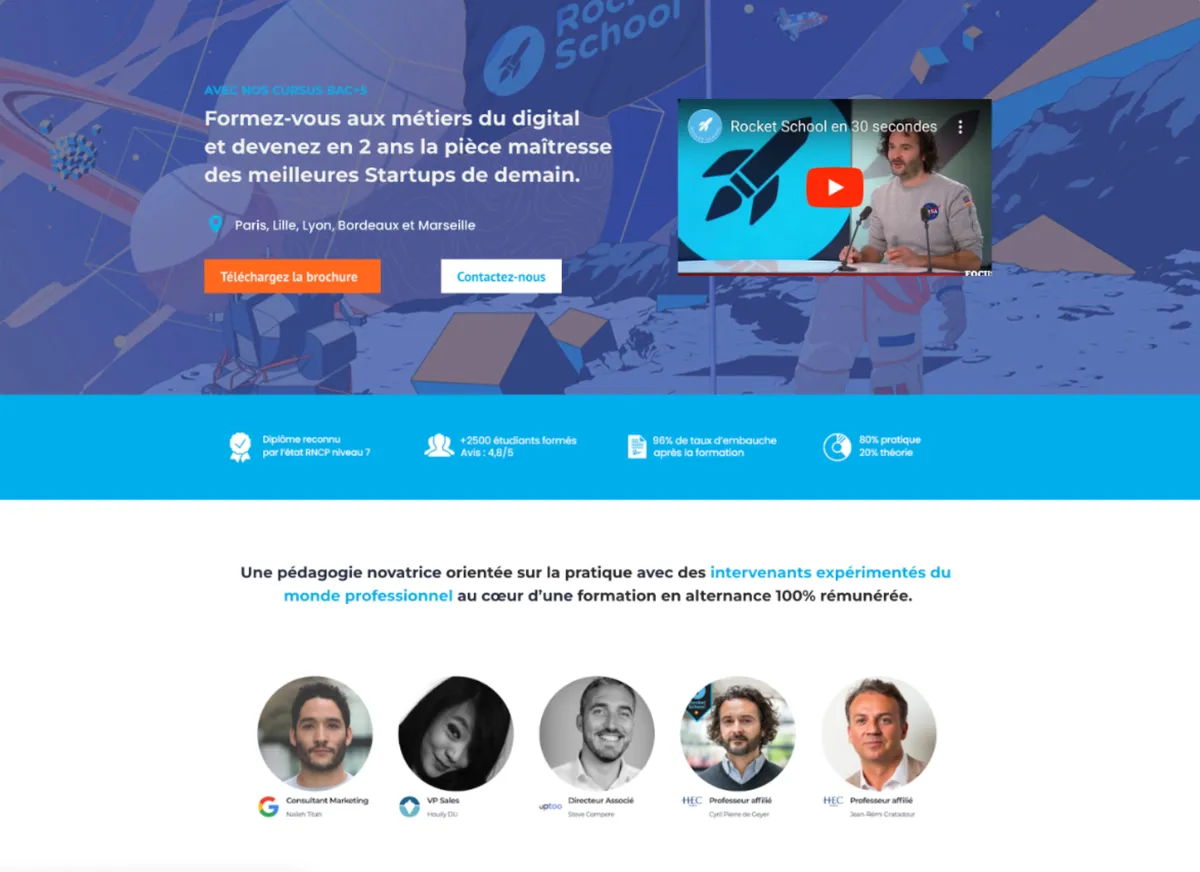 Rocket
School
AVEC NOS CURSUS BAC+5
Formez-vous aux métiers du digital
et devenez en 2 ans la pièce maîtresse
des meilleures Startups de demain.
Paris, Lille, Lyon, Bordeaux et Marseille
Téléchargez la brochure
Contactez-nous
Rocket School en 30 secondes
Diplôme reconnu
par l'état RNCP niveau 7
+2500 étudiants formés
Avis : 4,8/5
96% de taux d'embauche
après la formation
80% pratique
20% théorie
Une pédagogie novatrice orientée sur la pratique avec des intervenants expérimentés du
monde professionnel au cœur d'une formation en alternance 100% rémunérée.
Consultant Marketing
VP Sales
Houily DU
uptoo
Directeur Associé
Steve Compere
HEC
Professeur affilié
Cyril Pierre de Geyer
HEC
Professeur affilié
Jean-Rémi Gratadour